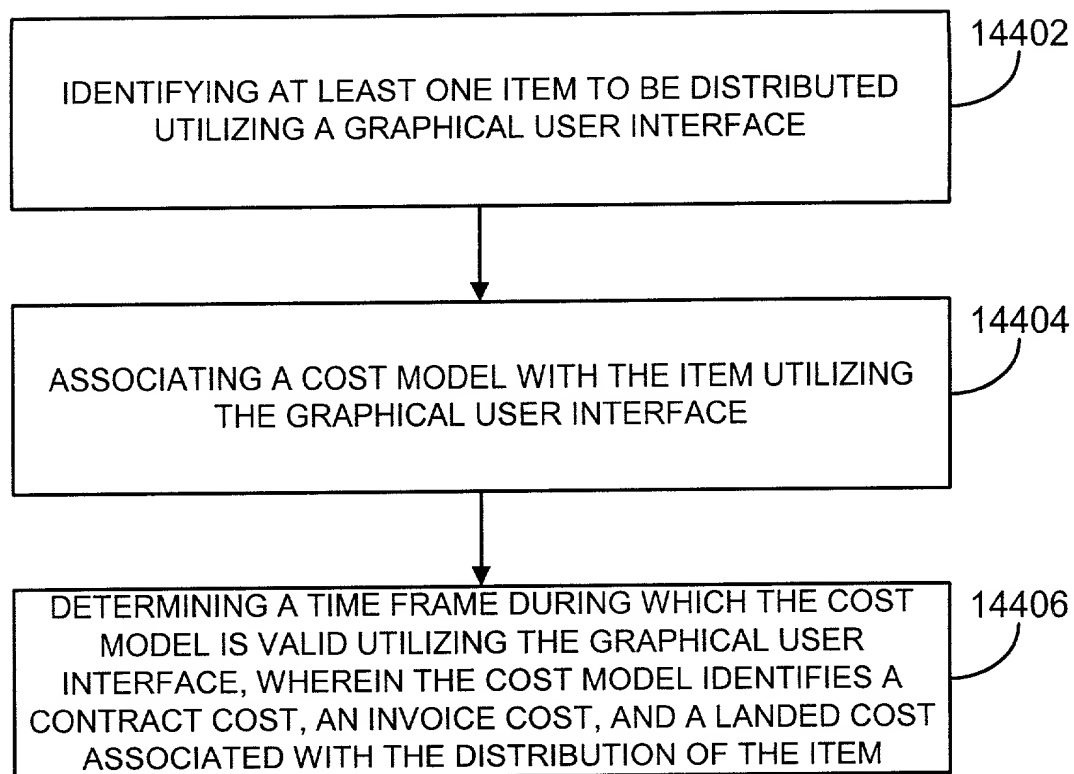 14402
IDENTIFYING AT LEAST ONE ITEM TO BE DISTRIBUTED
UTILIZING A GRAPHICAL USER INTERFACE
14404
ASSOCIATING A COST MODEL WITH THE ITEM UTILIZING
THE GRAPHICAL USER INTERFACE
14406
DETERMINING A TIME FRAME DURING WHICH THE COST
MODEL IS VALID UTILIZING THE GRAPHICAL USER
INTERFACE, WHEREIN THE COST MODEL IDENTIFIES A
CONTRACT COST, AN INVOICE COST, AND A LANDED COST
ASSOCIATED WITH THE DISTRIBUTION OF THE ITEM